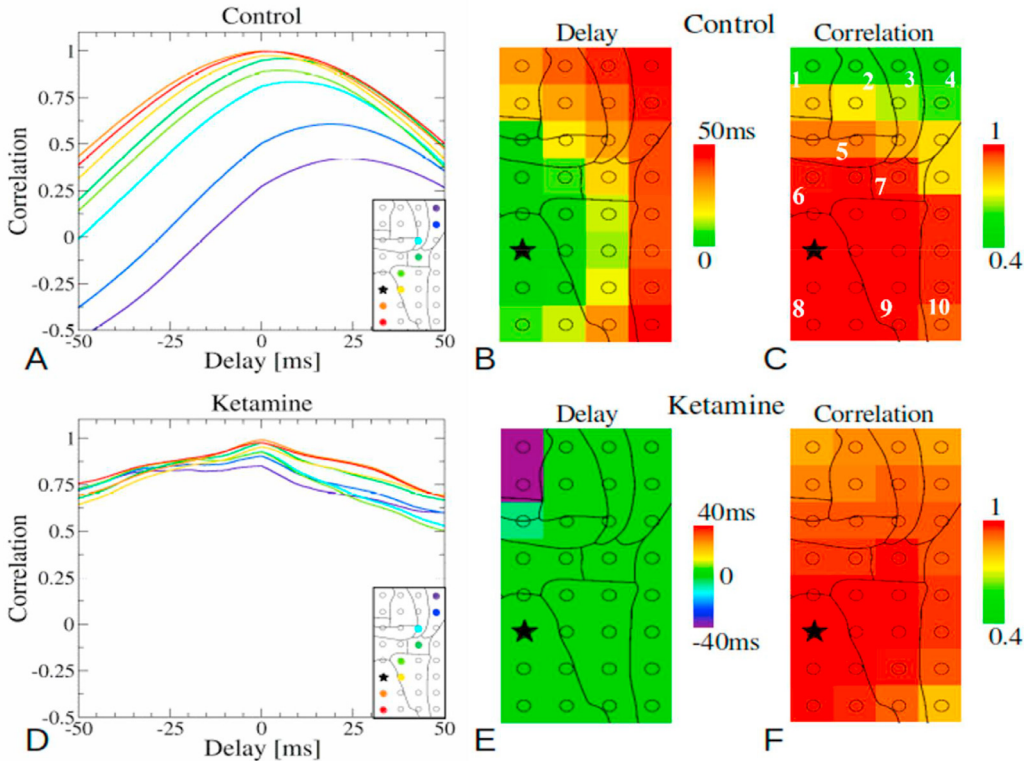 Control
1
0.75
0.5
0.25
0
-0.25
-0.5
Correlation
-50
-25
0
25
50
Delay [ms]
A
Control
Delay
50ms
0
B
Correlation
1
2
3
4
5
6
7
8
9
10
1
0.4
C
Ketamine
1
0.75
0.5
0.25
0
-0.25
-0.5
Correlation
-50
-25
0
25
50
Delay [ms]
D
Ketamine
Delay
40ms
0
-40ms
E
Correlation
1
0.4
F